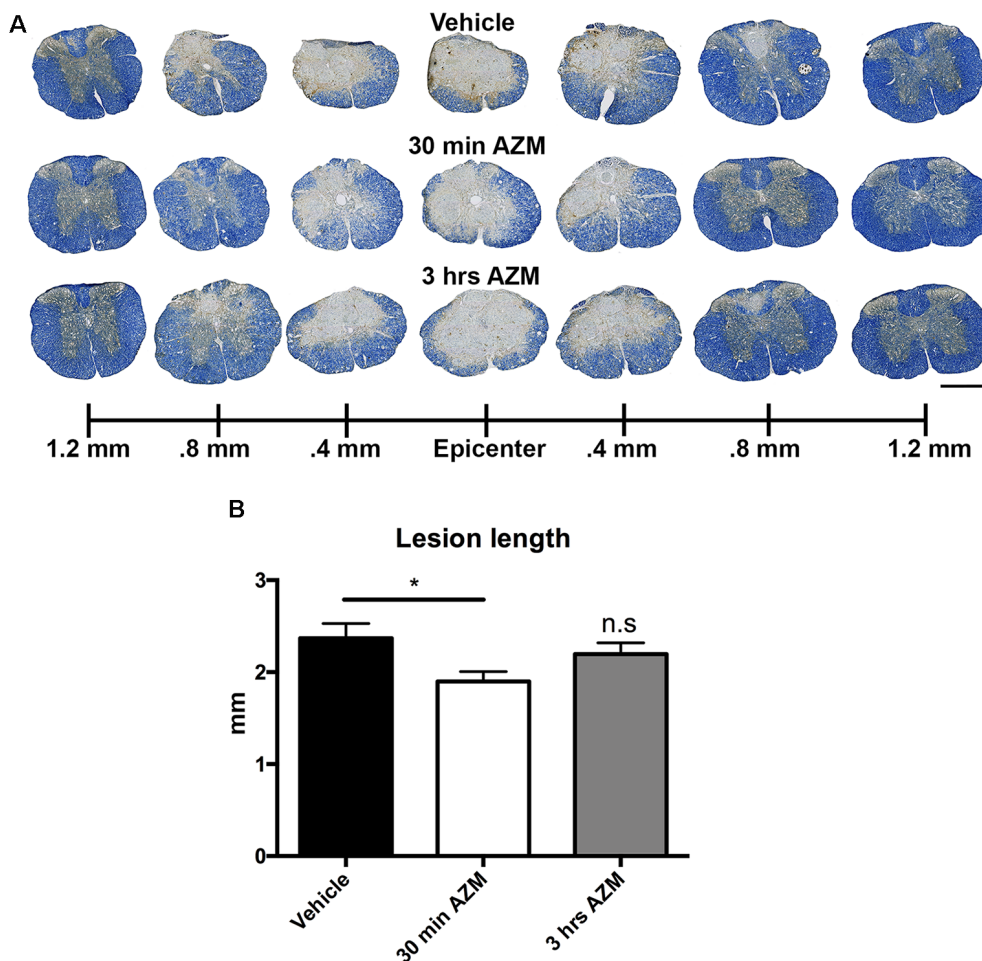 A
Vehicle
30 min AZM
3 hrs AZM
1.2 mm .8 mm .4 mm Epicenter .4 mm .8 mm 1.2 mm
B
Lesion length
*
n.s
3
2
1
0
mm
Vehicle
30 min AZM
3 hrs AZM